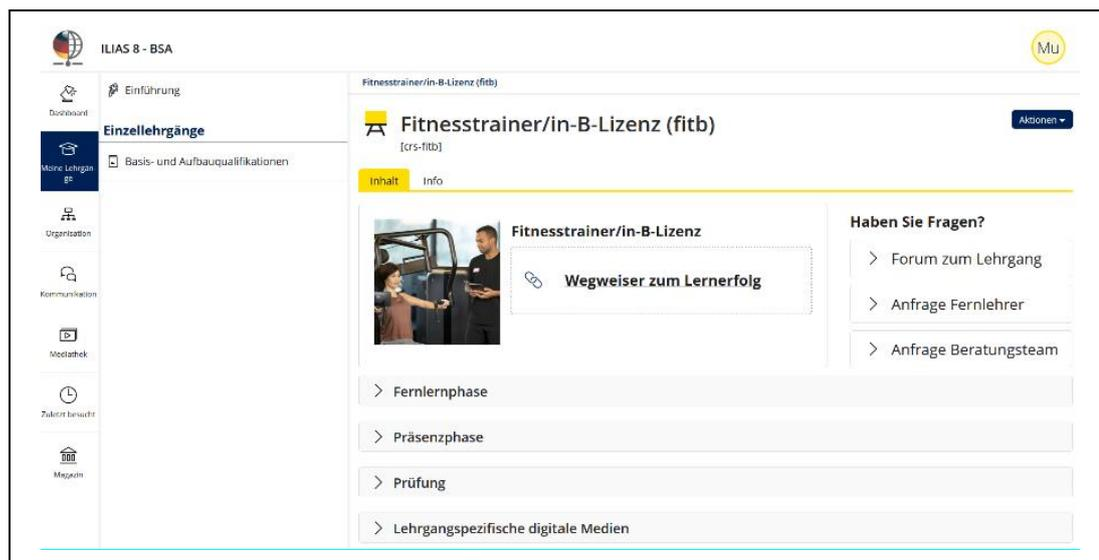 ILIAS 8 - BSA
Mu
Dashboard
Meine Lehrgän
ge
Organisation
Kommunikation
Mediathek
Zuletzt besucht
Magazin
Einführung
Einzellehrgänge
Basis- und Aufbauqualifikationen
Fitnesstrainer/in-B-Lizenz (fitb)
Fitnesstrainer/in-B-Lizenz (fitb)
[crs-fitb]
Aktionen
Inhalt Info
Fitnesstrainer/in-B-Lizenz
Wegweiser zum Lernerfolg
Haben Sie Fragen?
Forum zum Lehrgang
Anfrage Fernlehrer
Anfrage Beratungsteam
Fernlernphase
Präsenzphase
Prüfung
Lehrgangspezifische digitale Medien